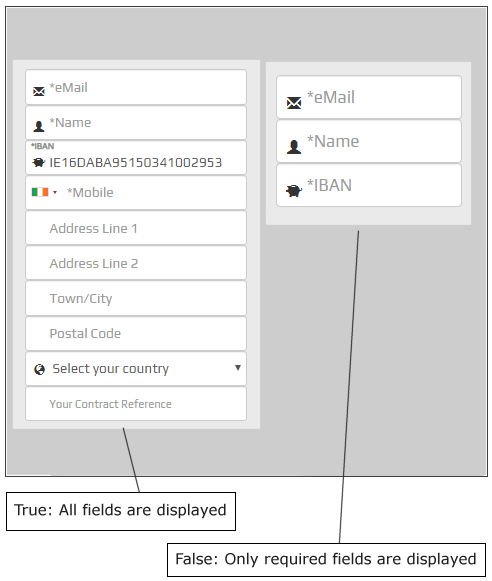 *eMail
*Name
*IBAN
IE16DABA95150341002953
*Mobile
Address Line 1
Address Line 2
Town/City
Postal Code
Select your country
Your Contract Reference
*eMail
*Name
*IBAN
True: All fields are displayed
False: Only required fields are displayed